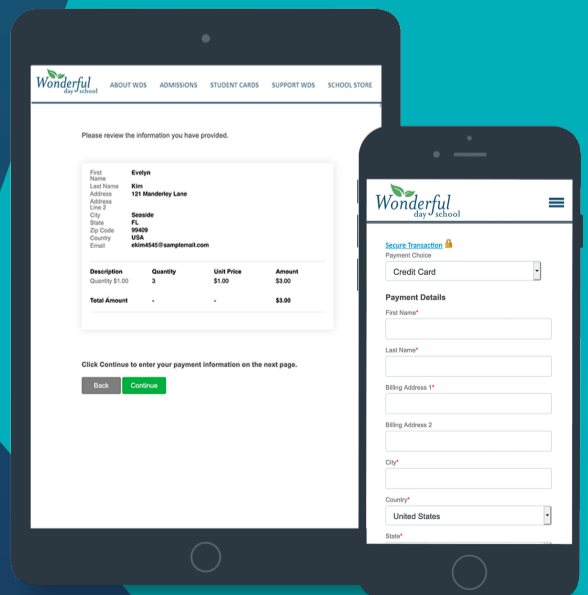 Wonderful
day school
ABOUT WDS ADMISSIONS STUDENT CARDS SUPPORT WDS SCHOOL STORE
Please review the information you have provided.
First Name Evelyn
Last Name Kim
Address 121 Manderley Lane
Address Line 2
City Seaside
State FL
Zip Code 99409
Country USA
Email ekim4545@samplemail.com
Description Quantity Unit Price Amount
Quantity $1.00 3 $1.00 $3.00
Total Amount - - $3.00
Click Continue to enter your payment information on the next page.
Back Continue
Wonderful
day school
Secure Transaction
Payment Choice
Credit Card
Payment Details
First Name*
Last Name*
Billing Address 1*
Billing Address 2
City*
Country*
United States
State*